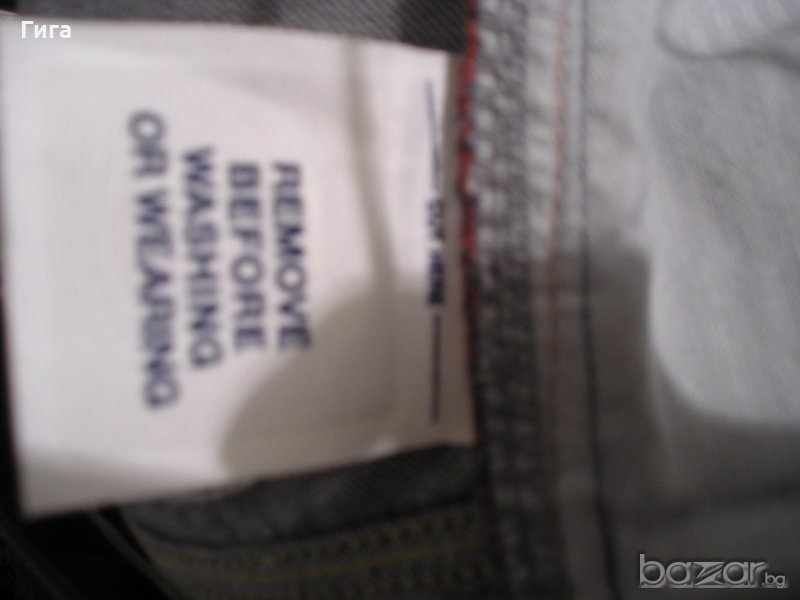 Гига
REMOVE
BEFORE
WASHING
OR WEARING
bazar.bg